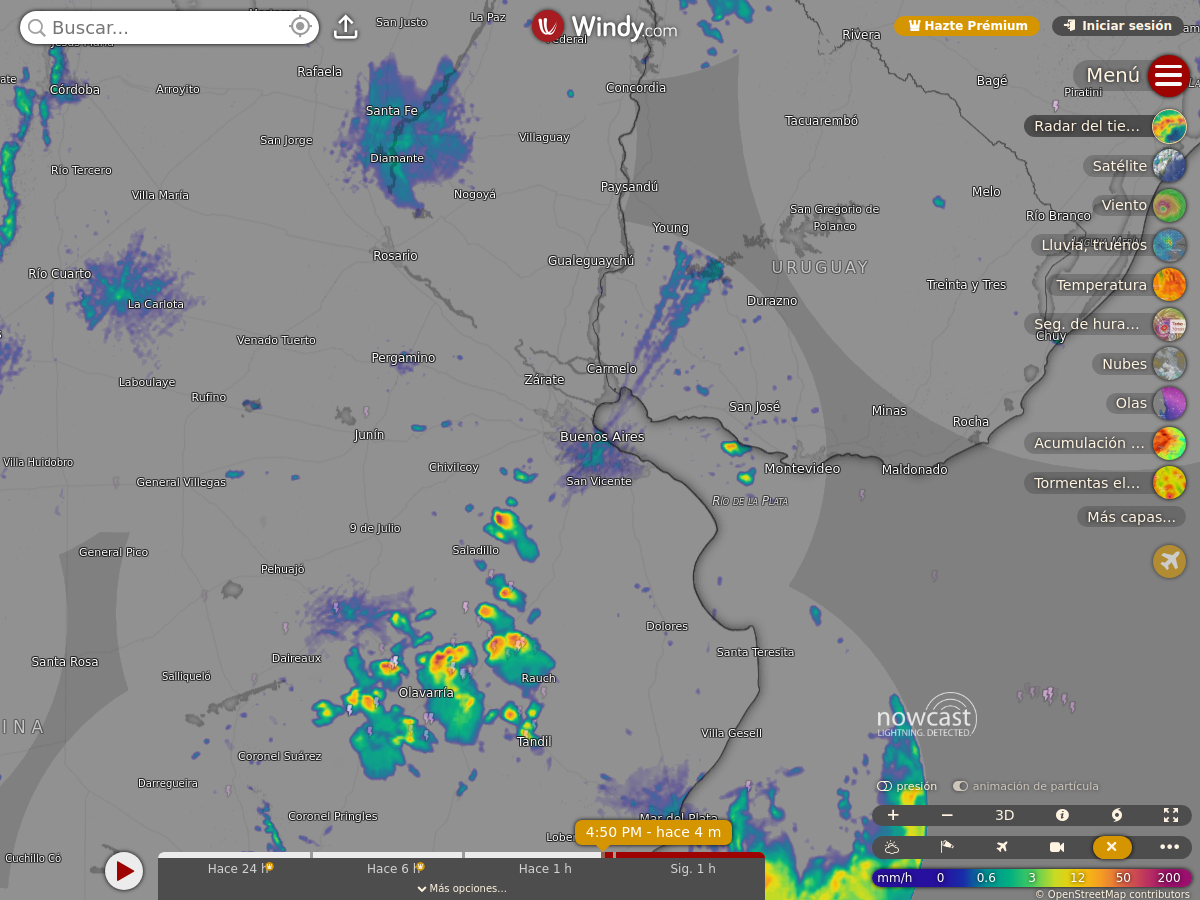 Buscar...
Windy.com
Hazte Prémium
Iniciar sesión
Menú
Radar del tie...
Satélite
Viento
Lluvia, truenos
Temperatura
Seg. de hura...
Nubes
Olas
Acumulación ...
Tormentas el...
Más capas...
San Justo
La Paz
Federal
Rivera
Jesús María
Rafaela
Córdoba
Arroyito
Concordia
Bagé
Piratini
Santa Fe
Tacuarembó
San Jorge
Villaguay
Diamante
Río Tercero
Villa María
Nogoyá
Paysandú
Melo
San Gregorio de
Polanco
Río Branco
Young
Rosario
Gualeguaychú
URUGUAY
Río Cuarto
La Carlota
Durazno
Treinta y Tres
Venado Tuerto
Pergamino
Chuy
Carmelo
Zárate
Laboulaye
Rufino
San José
Minas
Rocha
Junín
Buenos Aires
Villa Huidobro
Chivilcoy
Montevideo
Maldonado
General Villegas
San Vicente
Río de la Plata
9 de Julio
General Pico
Saladillo
Pehuajó
Dolores
Santa Teresita
Santa Rosa
Daireaux
Salliqueló
Rauch
Olavarría
INA
Tandil
Villa Gesell
Coronel Suárez
Darregueira
Coronel Pringles
Mar del Plata
Lober
Cuchillo Có
nowcast
LIGHTNING. DETECTED.
presión
animación de partícula
+ − 3D
4:50 PM - hace 4 m
Hace 24 h
Hace 6 h
Hace 1 h
Sig. 1 h
Más opciones...
mm/h 0 0.6 3 12 50 200
© OpenStreetMap contributors